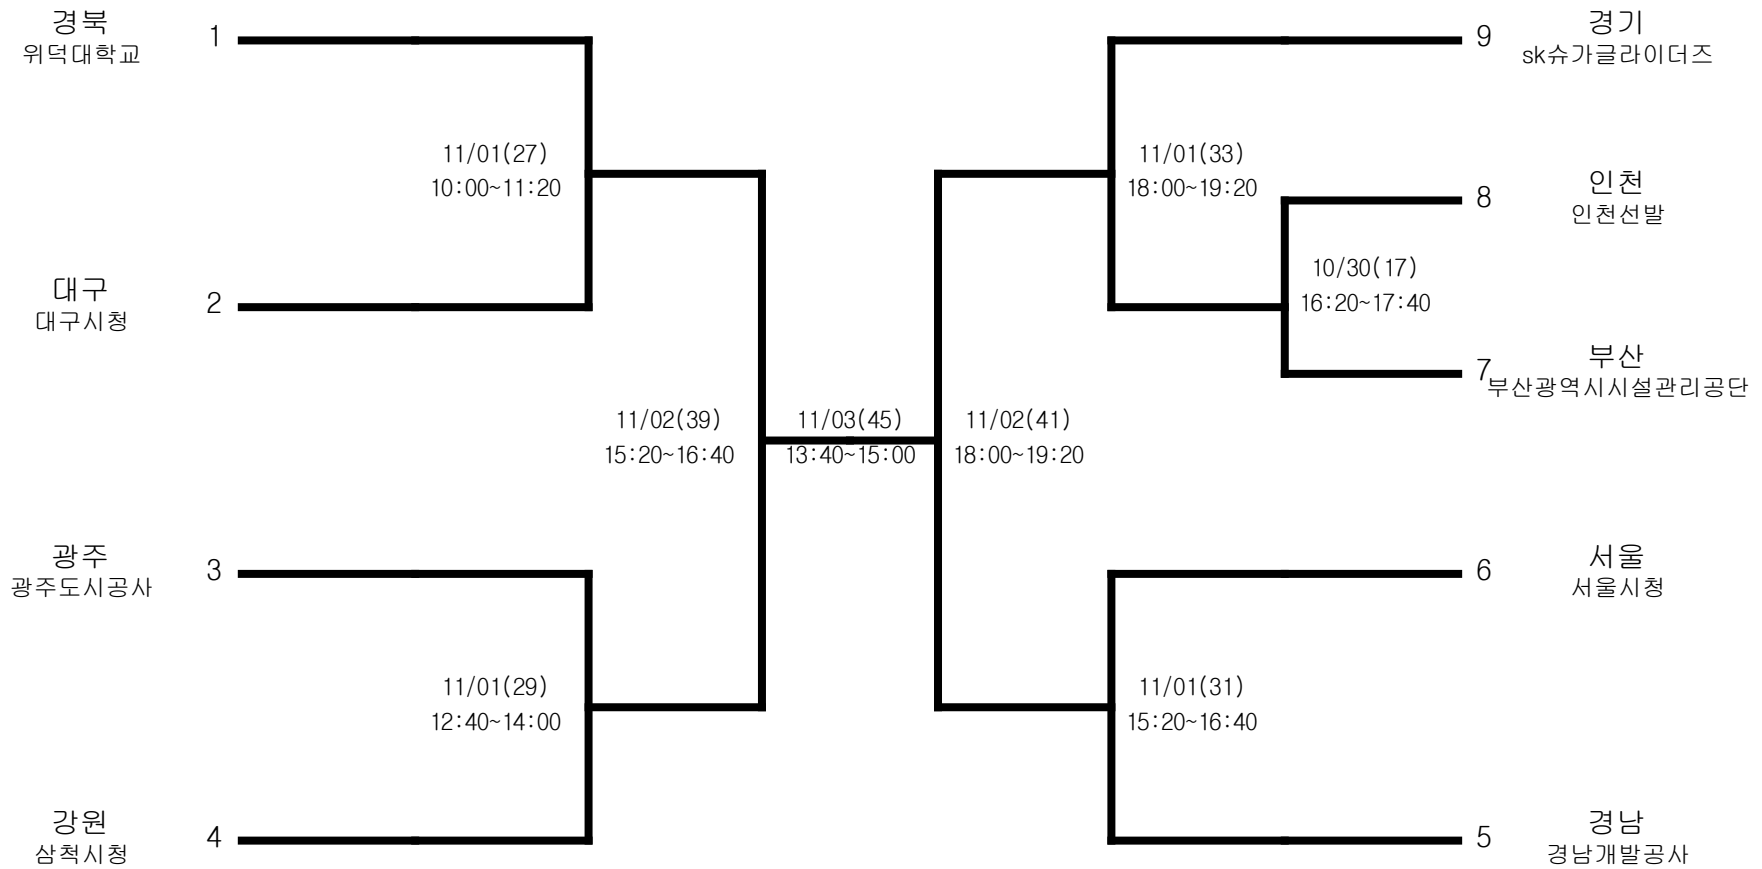 경북
위덕대학교
1
11/01(27)
10:00~11:20
대구
대구시청
2
11/02(39)
15:20~16:40
광주
광주도시공사
3
11/01(29)
12:40~14:00
강원
삼척시청
4
11/03(45)
13:40~15:00
9
경기
sk슈가글라이더즈
11/01(33)
18:00~19:20
8
인천
인천선발
10/30(17)
16:20~17:40
7
부산
부산광역시시설관리공단
11/02(41)
18:00~19:20
6
서울
서울시청
11/01(31)
15:20~16:40
5
경남
경남개발공사